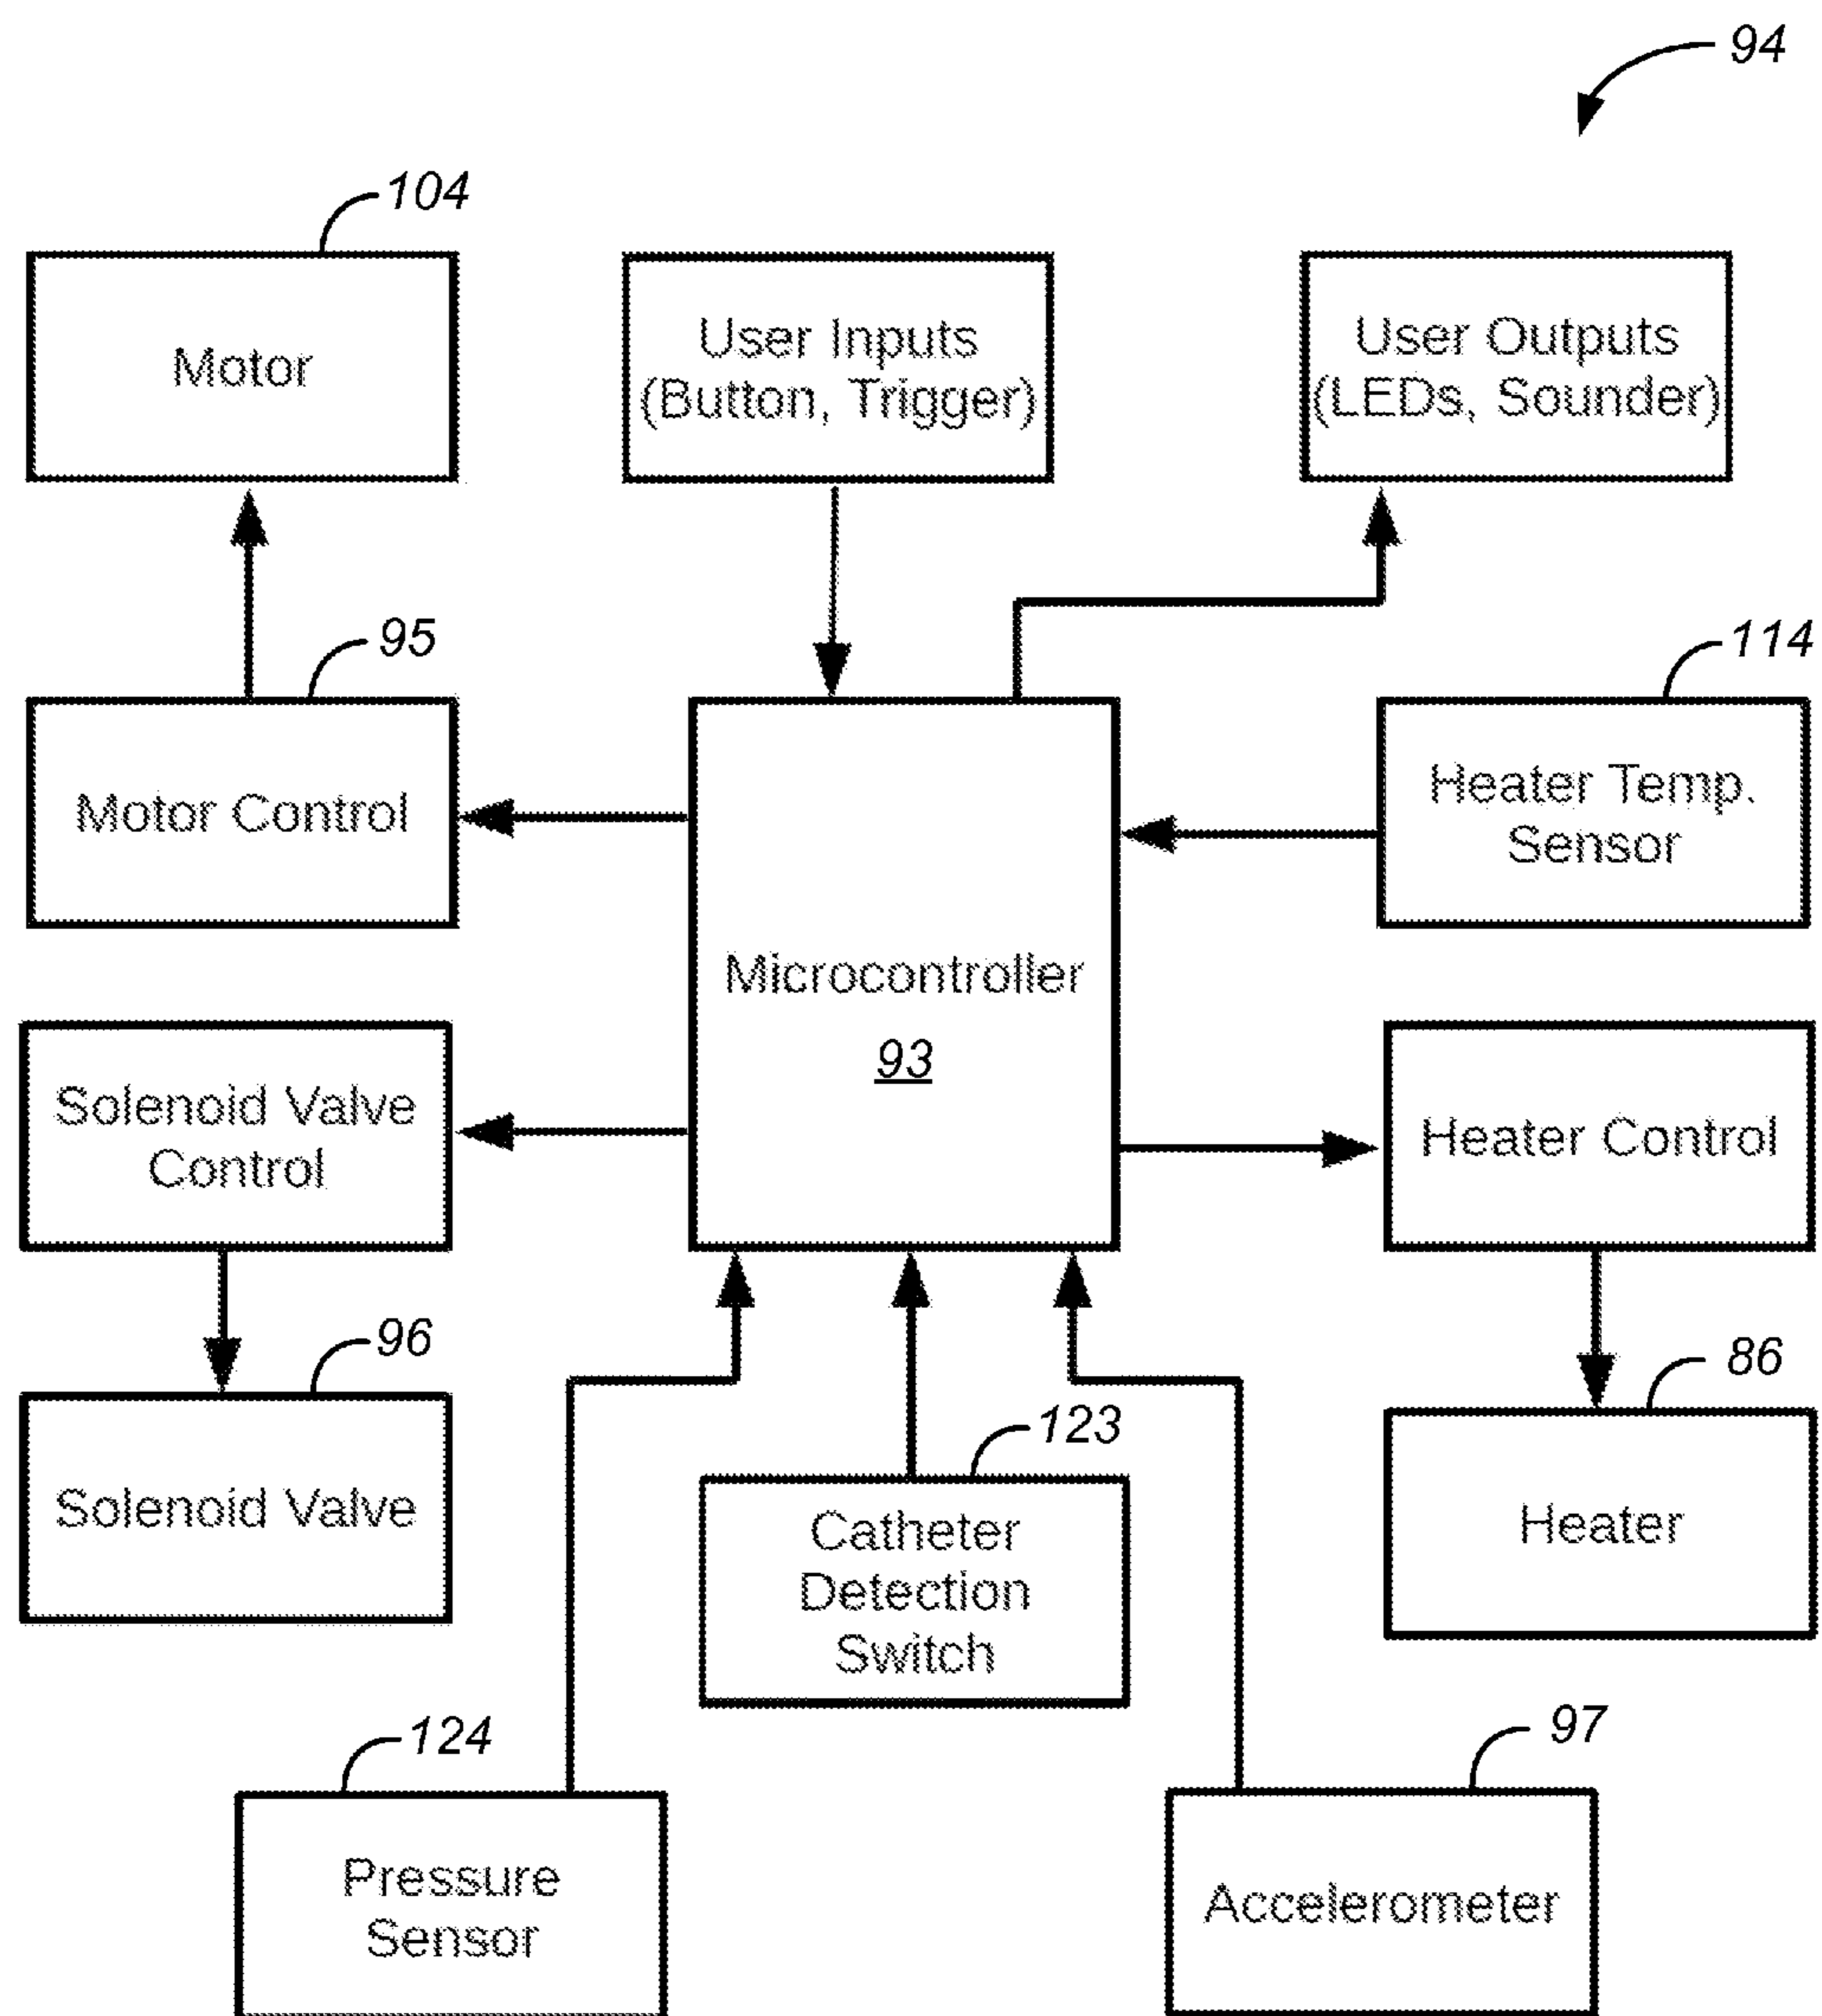 94
104
Motor
User Inputs
(Button, Trigger)
User Outputs
(LEDs, Sounder)
95
Motor Control
114
Heater Temp.
Sensor
Microcontroller
93
Solenoid Valve
Control
Heater Control
96
Solenoid Valve
86
Heater
123
Catheter
Detection
Switch
124
Pressure
Sensor
97
Accelerometer